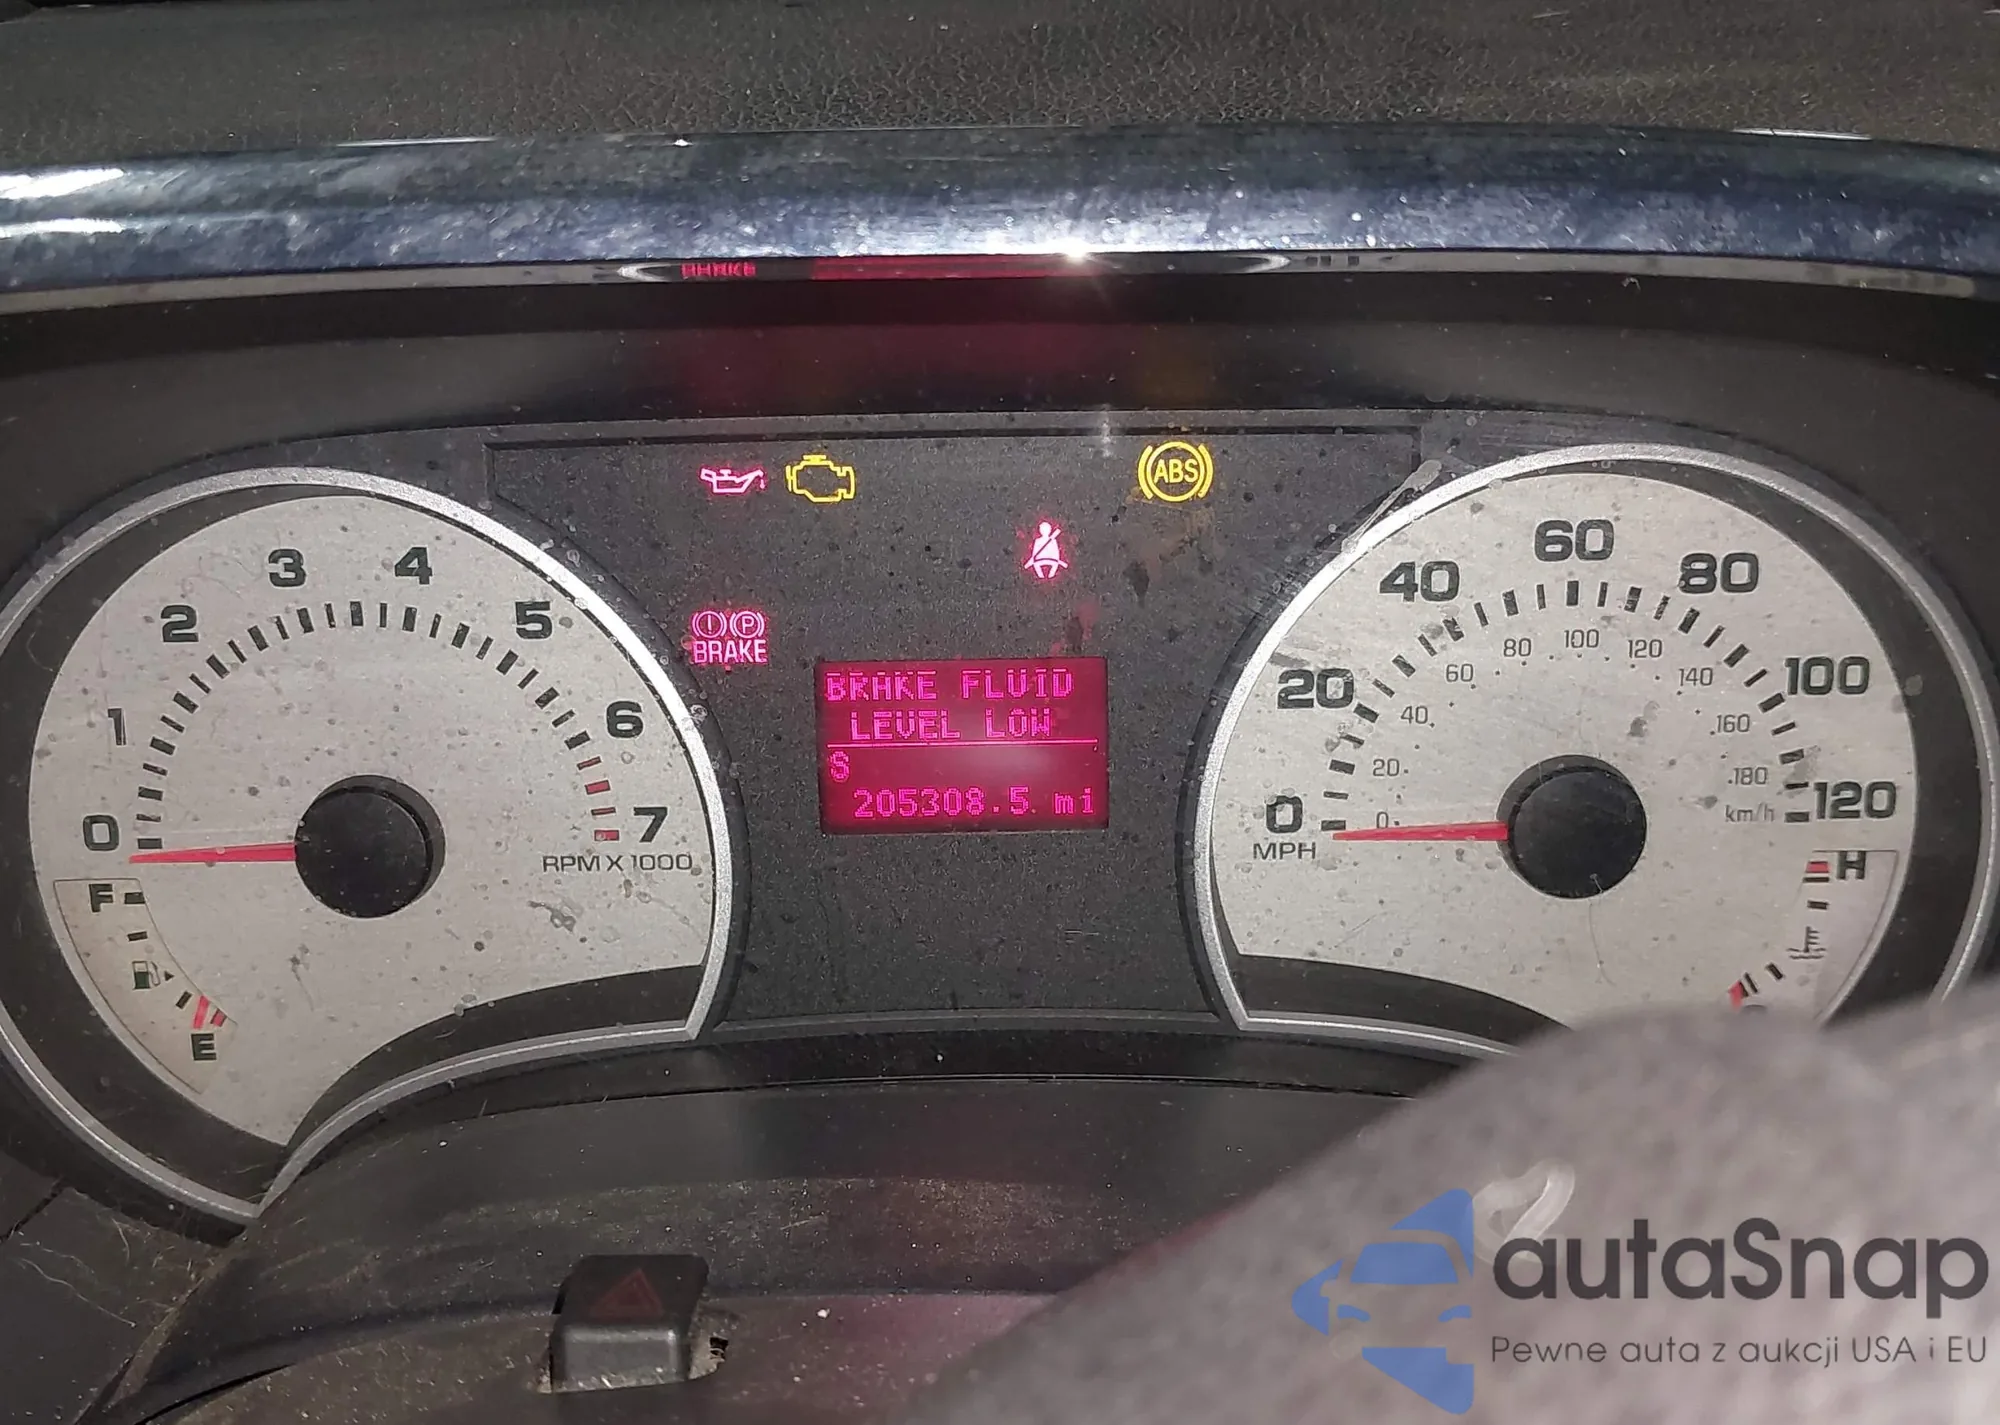 BRAKE
ABS
BRAKE
BRAKE FLUID
LEVEL LOW
S
205308.5 mi
0 1 2 3 4 5 6 7
RPM X 1000
F
E
0 20 40 60 80 100 120
MPH
0 20 40 60 80 100 120 140 160 180
km/h
H
autaSnap
Pewne auta z aukcji USA i EU